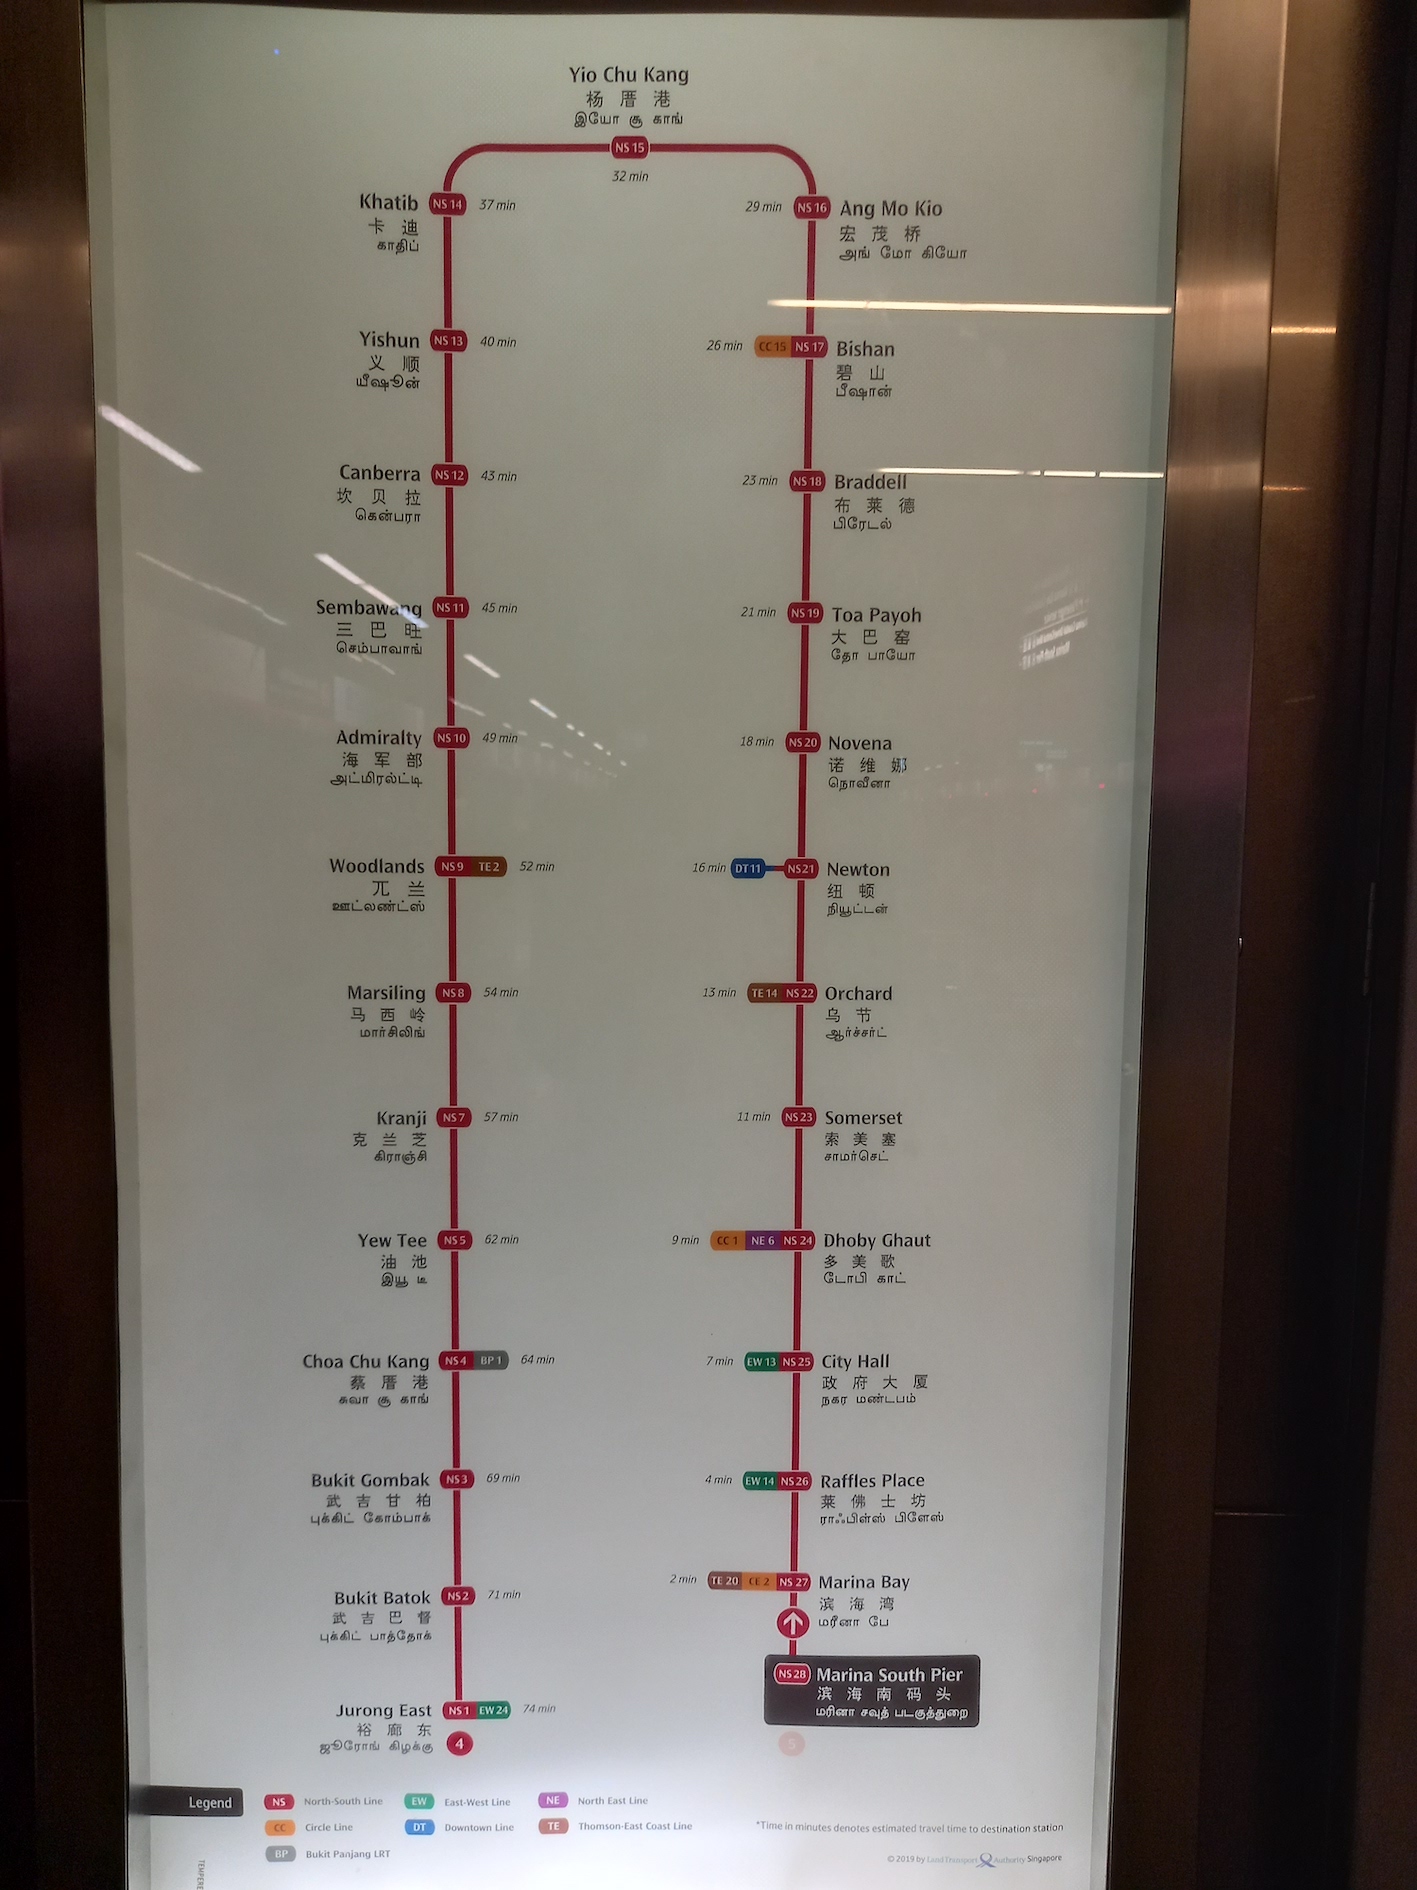 Yio Chu Kang
杨 厝 港
இயோ சூ காங்
NS 15
32 min
Khatib NS 14 37 min
卡 迪
காதிப்
Yishun NS 13 40 min
义 顺
யீஷூன்
Canberra NS 12 43 min
坎 贝 拉
கென்பரா
Sembawang NS 11 45 min
三 巴 旺
செம்பாவாங்
Admiralty NS 10 49 min
海 军 部
அட்மிரல்ட்டி
Woodlands NS 9 TE 2 52 min
兀 兰
ஊட்லண்ட்ஸ்
Marsiling NS 8 54 min
马 西 岭
மார்சிலிங்
Kranji NS 7 57 min
克 兰 芝
கிராஞ்சி
Yew Tee NS 5 62 min
油 池
இயூ டீ
Choa Chu Kang NS 4 BP 1 64 min
蔡 厝 港
சுவா சூ காங்
Bukit Gombak NS 3 69 min
武 吉 甘 柏
புக்கிட் கோம்பாக்
Bukit Batok NS 2 71 min
武 吉 巴 督
புக்கிட் பாத்தோக்
Jurong East NS 1 EW 24 74 min
裕 廊 东
ஜூரோங் கிழக்கு
4
29 min NS 16 Ang Mo Kio
宏 茂 桥
அங் மோ கியோ
26 min CC 15 NS 17 Bishan
碧 山
பீஷான்
23 min NS 18 Braddell
布 莱 德
பிரேடல்
21 min NS 19 Toa Payoh
大 巴 窑
தோ பாயோ
18 min NS 20 Novena
诺 维 娜
நொவீனா
16 min DT 11 NS 21 Newton
纽 顿
நியூட்டன்
13 min TE 14 NS 22 Orchard
乌 节
ஆர்ச்சர்ட்
11 min NS 23 Somerset
索 美 塞
சாமர்செட்
9 min CC 1 NE 6 NS 24 Dhoby Ghaut
多 美 歌
டோபி காட்
7 min EW 13 NS 25 City Hall
政 府 大 厦
நகர மண்டபம்
4 min EW 14 NS 26 Raffles Place
莱 佛 士 坊
ராஃபிள்ஸ் பிளேஸ்
2 min TE 20 CE 2 NS 27 Marina Bay
滨 海 湾
மரீனா பே
NS 28 Marina South Pier
滨 海 南 码 头
மரினா சவுத் படகுத்துறை
5
Legend
NS North-South Line EW East-West Line NE North East Line
CC Circle Line DT Downtown Line TE Thomson-East Coast Line
BP Bukit Panjang LRT
*Time in minutes denotes estimated travel time to destination station
© 2019 by Land Transport Authority Singapore